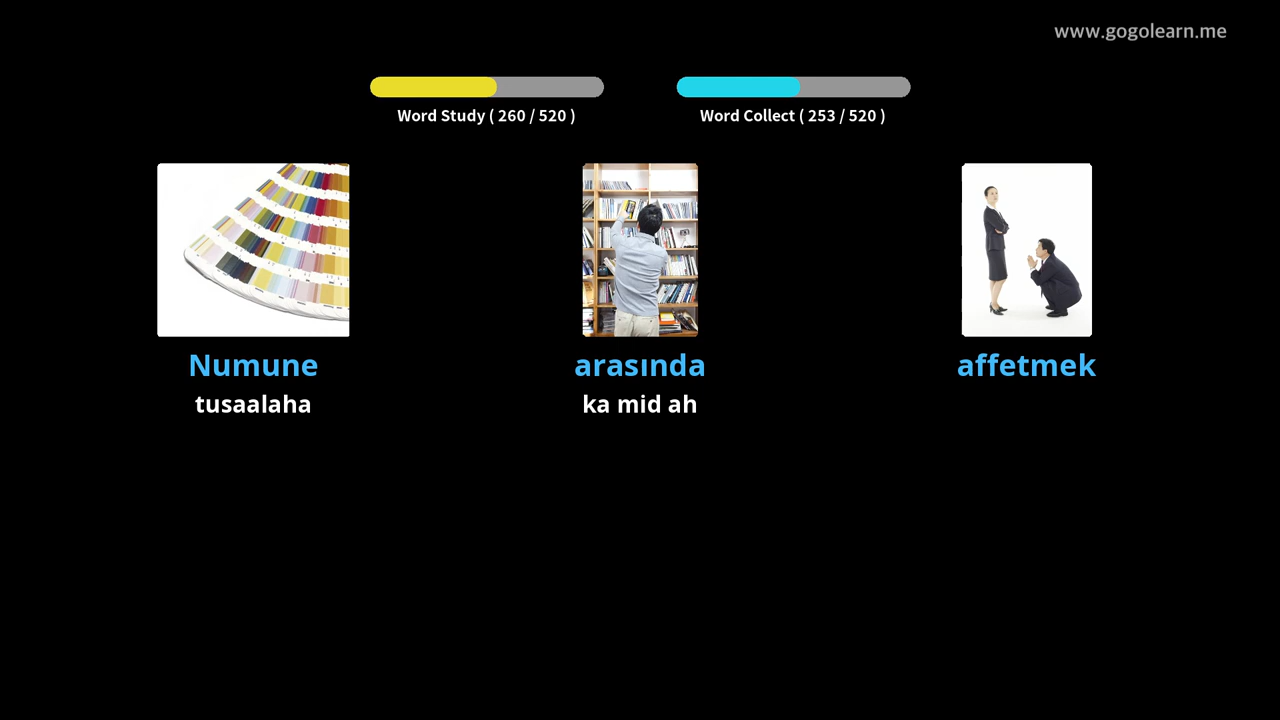 www.gogolearn.me
Word Study ( 260 / 520 )
Word Collect ( 253 / 520 )
Numune
tusaalaha
arasında
ka mid ah
affetmek